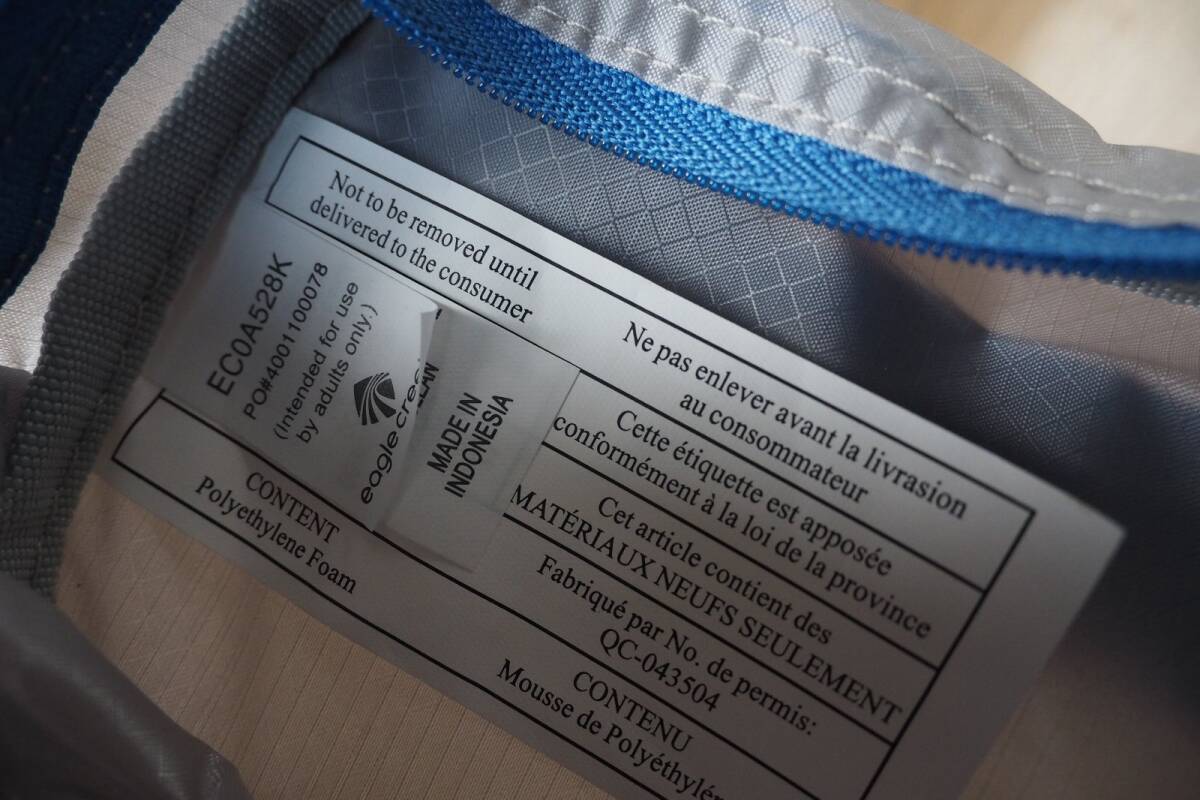 Not to be removed until
delivered to the consumer
Ne pas enlever avant la livrasion
au consommateur
EC0A528K
PO#4001100078
(Intended for use
by adults only.)
eagle cree
MADE IN
INDONESIA
Cette étiquette est apposée
conformément à la loi de la province
Cet article contient des
MATÉRIAUX NEUFS SEULEMENT
Fabriqué par No. de permis:
QC-043504
CONTENT
Polyethylene Foam
CONTENU
Mousse de Polyéthylé